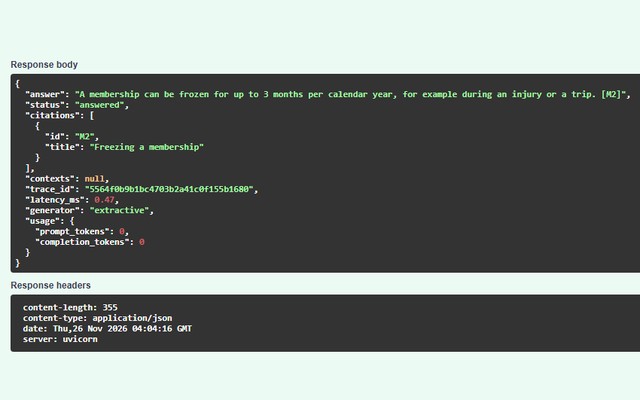 Response body
{
  "answer": "A membership can be frozen for up to 3 months per calendar year, for example during an injury or a trip. [M2]",
  "status": "answered",
  "citations": [
    {
      "id": "M2",
      "title": "Freezing a membership"
    }
  ],
  "contexts": null,
  "trace_id": "5564f0b9b1bc4703b2a41c0f155b1680",
  "latency_ms": 0.47,
  "generator": "extractive",
  "usage": {
    "prompt_tokens": 0,
    "completion_tokens": 0
  }
}
Response headers
content-length: 355
content-type: application/json
date: Thu,26 Nov 2026 04:04:16 GMT
server: uvicorn